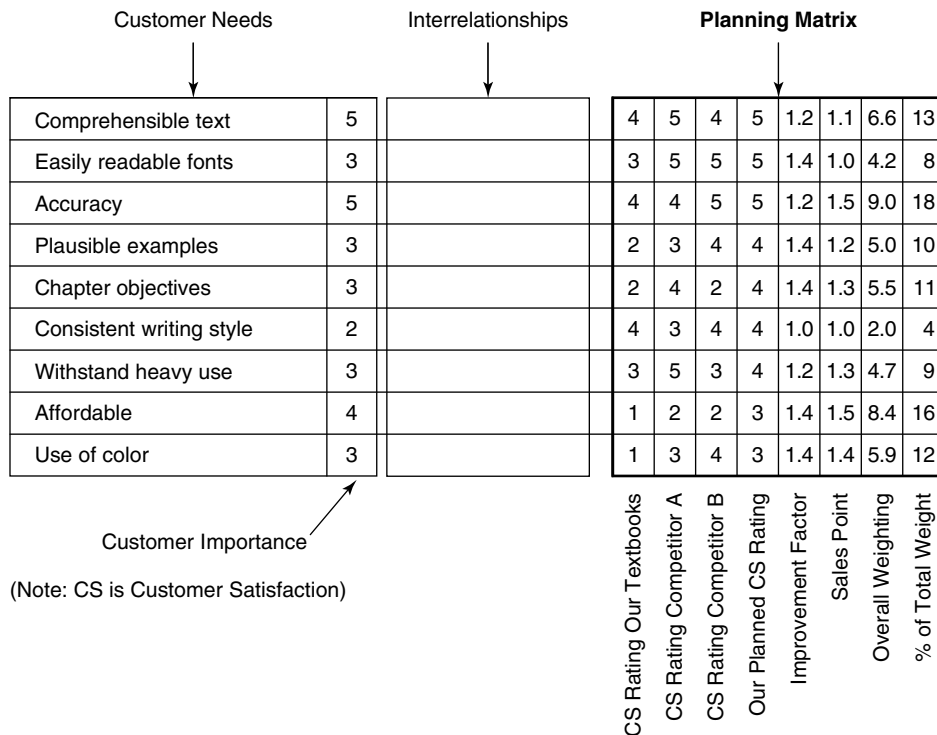 Customer Needs Interrelationships Planning Matrix
Comprehensible text 5 4 5 4 5 1.2 1.1 6.6 13
Easily readable fonts 3 3 5 5 5 1.4 1.0 4.2 8
Accuracy 5 4 4 5 5 1.2 1.5 9.0 18
Plausible examples 3 2 3 4 4 1.4 1.2 5.0 10
Chapter objectives 3 2 4 2 4 1.4 1.3 5.5 11
Consistent writing style 2 4 3 4 4 1.0 1.0 2.0 4
Withstand heavy use 3 3 5 3 4 1.2 1.3 4.7 9
Affordable 4 1 2 2 3 1.4 1.5 8.4 16
Use of color 3 1 3 4 3 1.4 1.4 5.9 12
Customer Importance
(Note: CS is Customer Satisfaction)
CS Rating Our Textbooks
CS Rating Competitor A
CS Rating Competitor B
Our Planned CS Rating
Improvement Factor
Sales Point
Overall Weighting
% of Total Weight